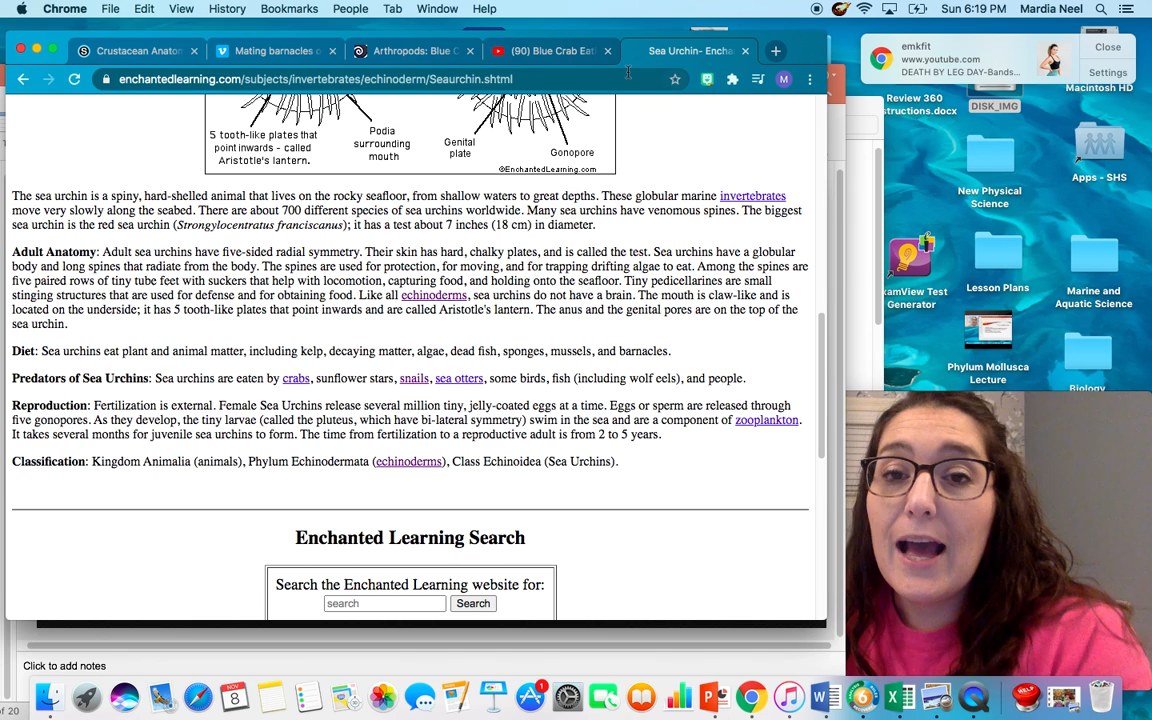 Chrome File Edit View History Bookmarks People Tab Window Help Sun 6:19 PM Mardia Neel
Crustacean Anaton
Mating barnacles o
Arthropods: Blue C
(90) Blue Crab Eati
Sea Urchin- Encha
enchantedlearning.com/subjects/invertebrates/echinoderm/Seaurchin.shtml
M
emkfit
www.youtube.com
DEATH BY LEG DAY-Bands...
Close
Settings
Macintosh HD
Review 360
structions.docx
DISK_IMG
Apps - SHS
New Physical
Science
ExamView Test
Generator
Lesson Plans
Marine and
Aquatic Science
Phylum Mollusca
Lecture
Biology
5 tooth-like plates that
point inwards - called
Aristotle's lantern.
Podia
surrounding
mouth
Genital
plate
Gonopore
©EnchantedLearning.com
The sea urchin is a spiny, hard-shelled animal that lives on the rocky seafloor, from shallow waters to great depths. These globular marine invertebrates
move very slowly along the seabed. There are about 700 different species of sea urchins worldwide. Many sea urchins have venomous spines. The biggest
sea urchin is the red sea urchin (Strongylocentratus franciscanus); it has a test about 7 inches (18 cm) in diameter.
Adult Anatomy: Adult sea urchins have five-sided radial symmetry. Their skin has hard, chalky plates, and is called the test. Sea urchins have a globular
body and long spines that radiate from the body. The spines are used for protection, for moving, and for trapping drifting algae to eat. Among the spines are
five paired rows of tiny tube feet with suckers that help with locomotion, capturing food, and holding onto the seafloor. Tiny pedicellarines are small
stinging structures that are used for defense and for obtaining food. Like all echinoderms, sea urchins do not have a brain. The mouth is claw-like and is
located on the underside; it has 5 tooth-like plates that point inwards and are called Aristotle's lantern. The anus and the genital pores are on the top of the
sea urchin.
Diet: Sea urchins eat plant and animal matter, including kelp, decaying matter, algae, dead fish, sponges, mussels, and barnacles.
Predators of Sea Urchins: Sea urchins are eaten by crabs, sunflower stars, snails, sea otters, some birds, fish (including wolf eels), and people.
Reproduction: Fertilization is external. Female Sea Urchins release several million tiny, jelly-coated eggs at a time. Eggs or sperm are released through
five gonopores. As they develop, the tiny larvae (called the pluteus, which have bi-lateral symmetry) swim in the sea and are a component of zooplankton.
It takes several months for juvenile sea urchins to form. The time from fertilization to a reproductive adult is from 2 to 5 years.
Classification: Kingdom Animalia (animals), Phylum Echinodermata (echinoderms), Class Echinoidea (Sea Urchins).
Enchanted Learning Search
Search the Enchanted Learning website for:
search Search
Click to add notes
of 20
NOV
8
1
6